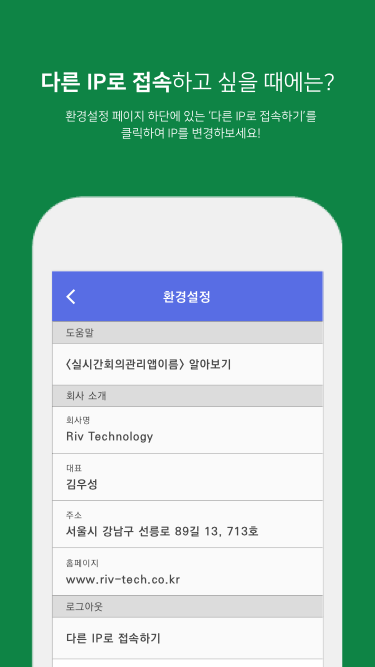 다른 IP로 접속하고 싶을 때에는?
환경설정 페이지 하단에 있는 '다른 IP로 접속하기'를
클릭하여 IP를 변경하보세요!
환경설정
도움말
<실시간회의관리앱이름> 알아보기
회사 소개
회사명
Riv Technology
대표
김우성
주소
서울시 강남구 선릉로 89길 13, 713호
홈페이지
www.riv-tech.co.kr
로그아웃
다른 IP로 접속하기